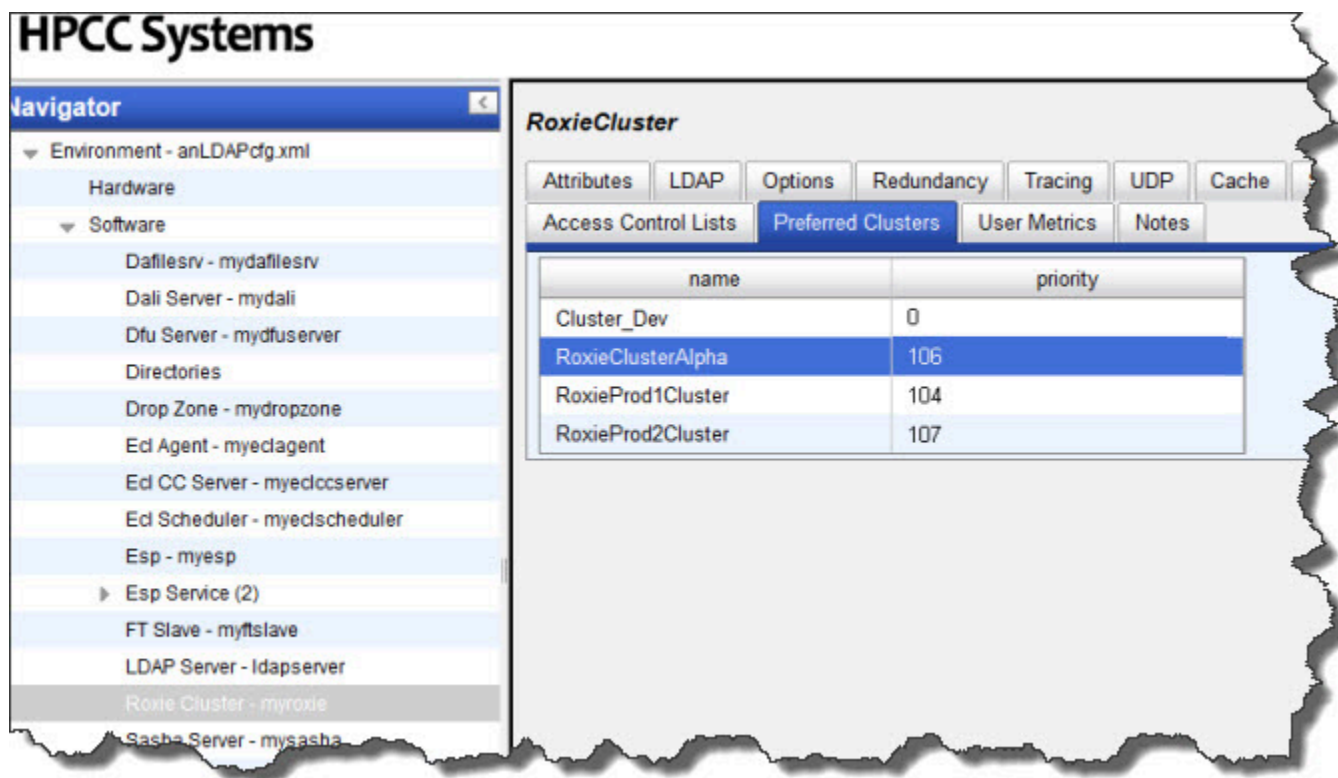 HPCC Systems
Navigator
Environment - anLDAPcfg.xml
Hardware
Software
Dafilesrv - mydafilesrv
Dali Server - mydali
Dfu Server - mydfuserver
Directories
Drop Zone - mydropzone
Ecl Agent - myeclagent
Ecl CC Server - myeclccserver
Ecl Scheduler - myeclscheduler
Esp - myesp
Esp Service (2)
FT Slave - myftslave
LDAP Server - ldapserver
Roxie Cluster - myroxie
Sasha Server - mysasha
RoxieCluster
Attributes LDAP Options Redundancy Tracing UDP Cache
Access Control Lists Preferred Clusters User Metrics Notes
name priority
Cluster_Dev 0
RoxieClusterAlpha 106
RoxieProd1Cluster 104
RoxieProd2Cluster 107